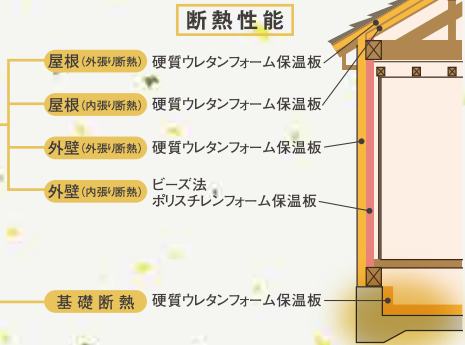 断熱性能
屋根(外張り断熱) 硬質ウレタンフォーム保温板
屋根(内張り断熱) 硬質ウレタンフォーム保温板
外壁(外張り断熱) 硬質ウレタンフォーム保温板
外壁(内張り断熱) ビーズ法
ポリスチレンフォーム保温板
基礎断熱 硬質ウレタンフォーム保温板